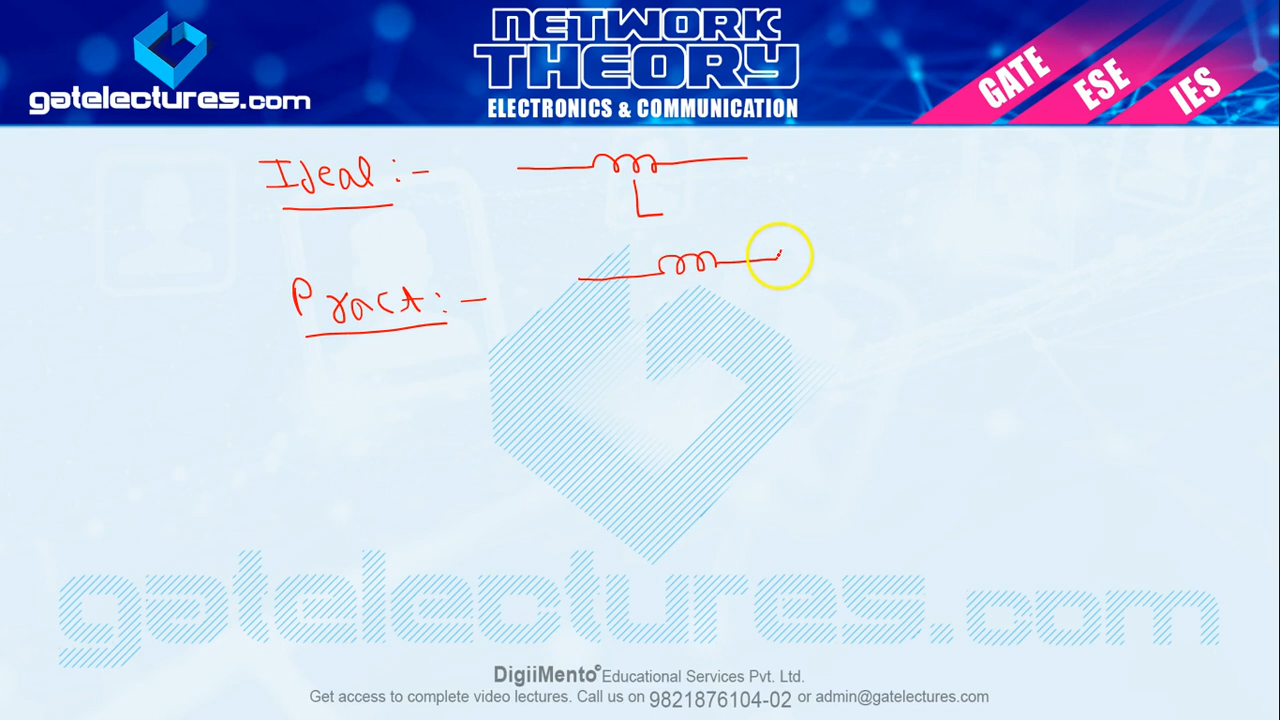 gatelectures.com
NETWORK
THEORY
ELECTRONICS & COMMUNICATION
GATE
ESE
IES
Ideal :-
L
Pract. :-
gatelectures.com
DigiiMento© Educational Services Pvt. Ltd.
Get access to complete video lectures. Call us on 9821876104-02 or admin@gatelectures.com